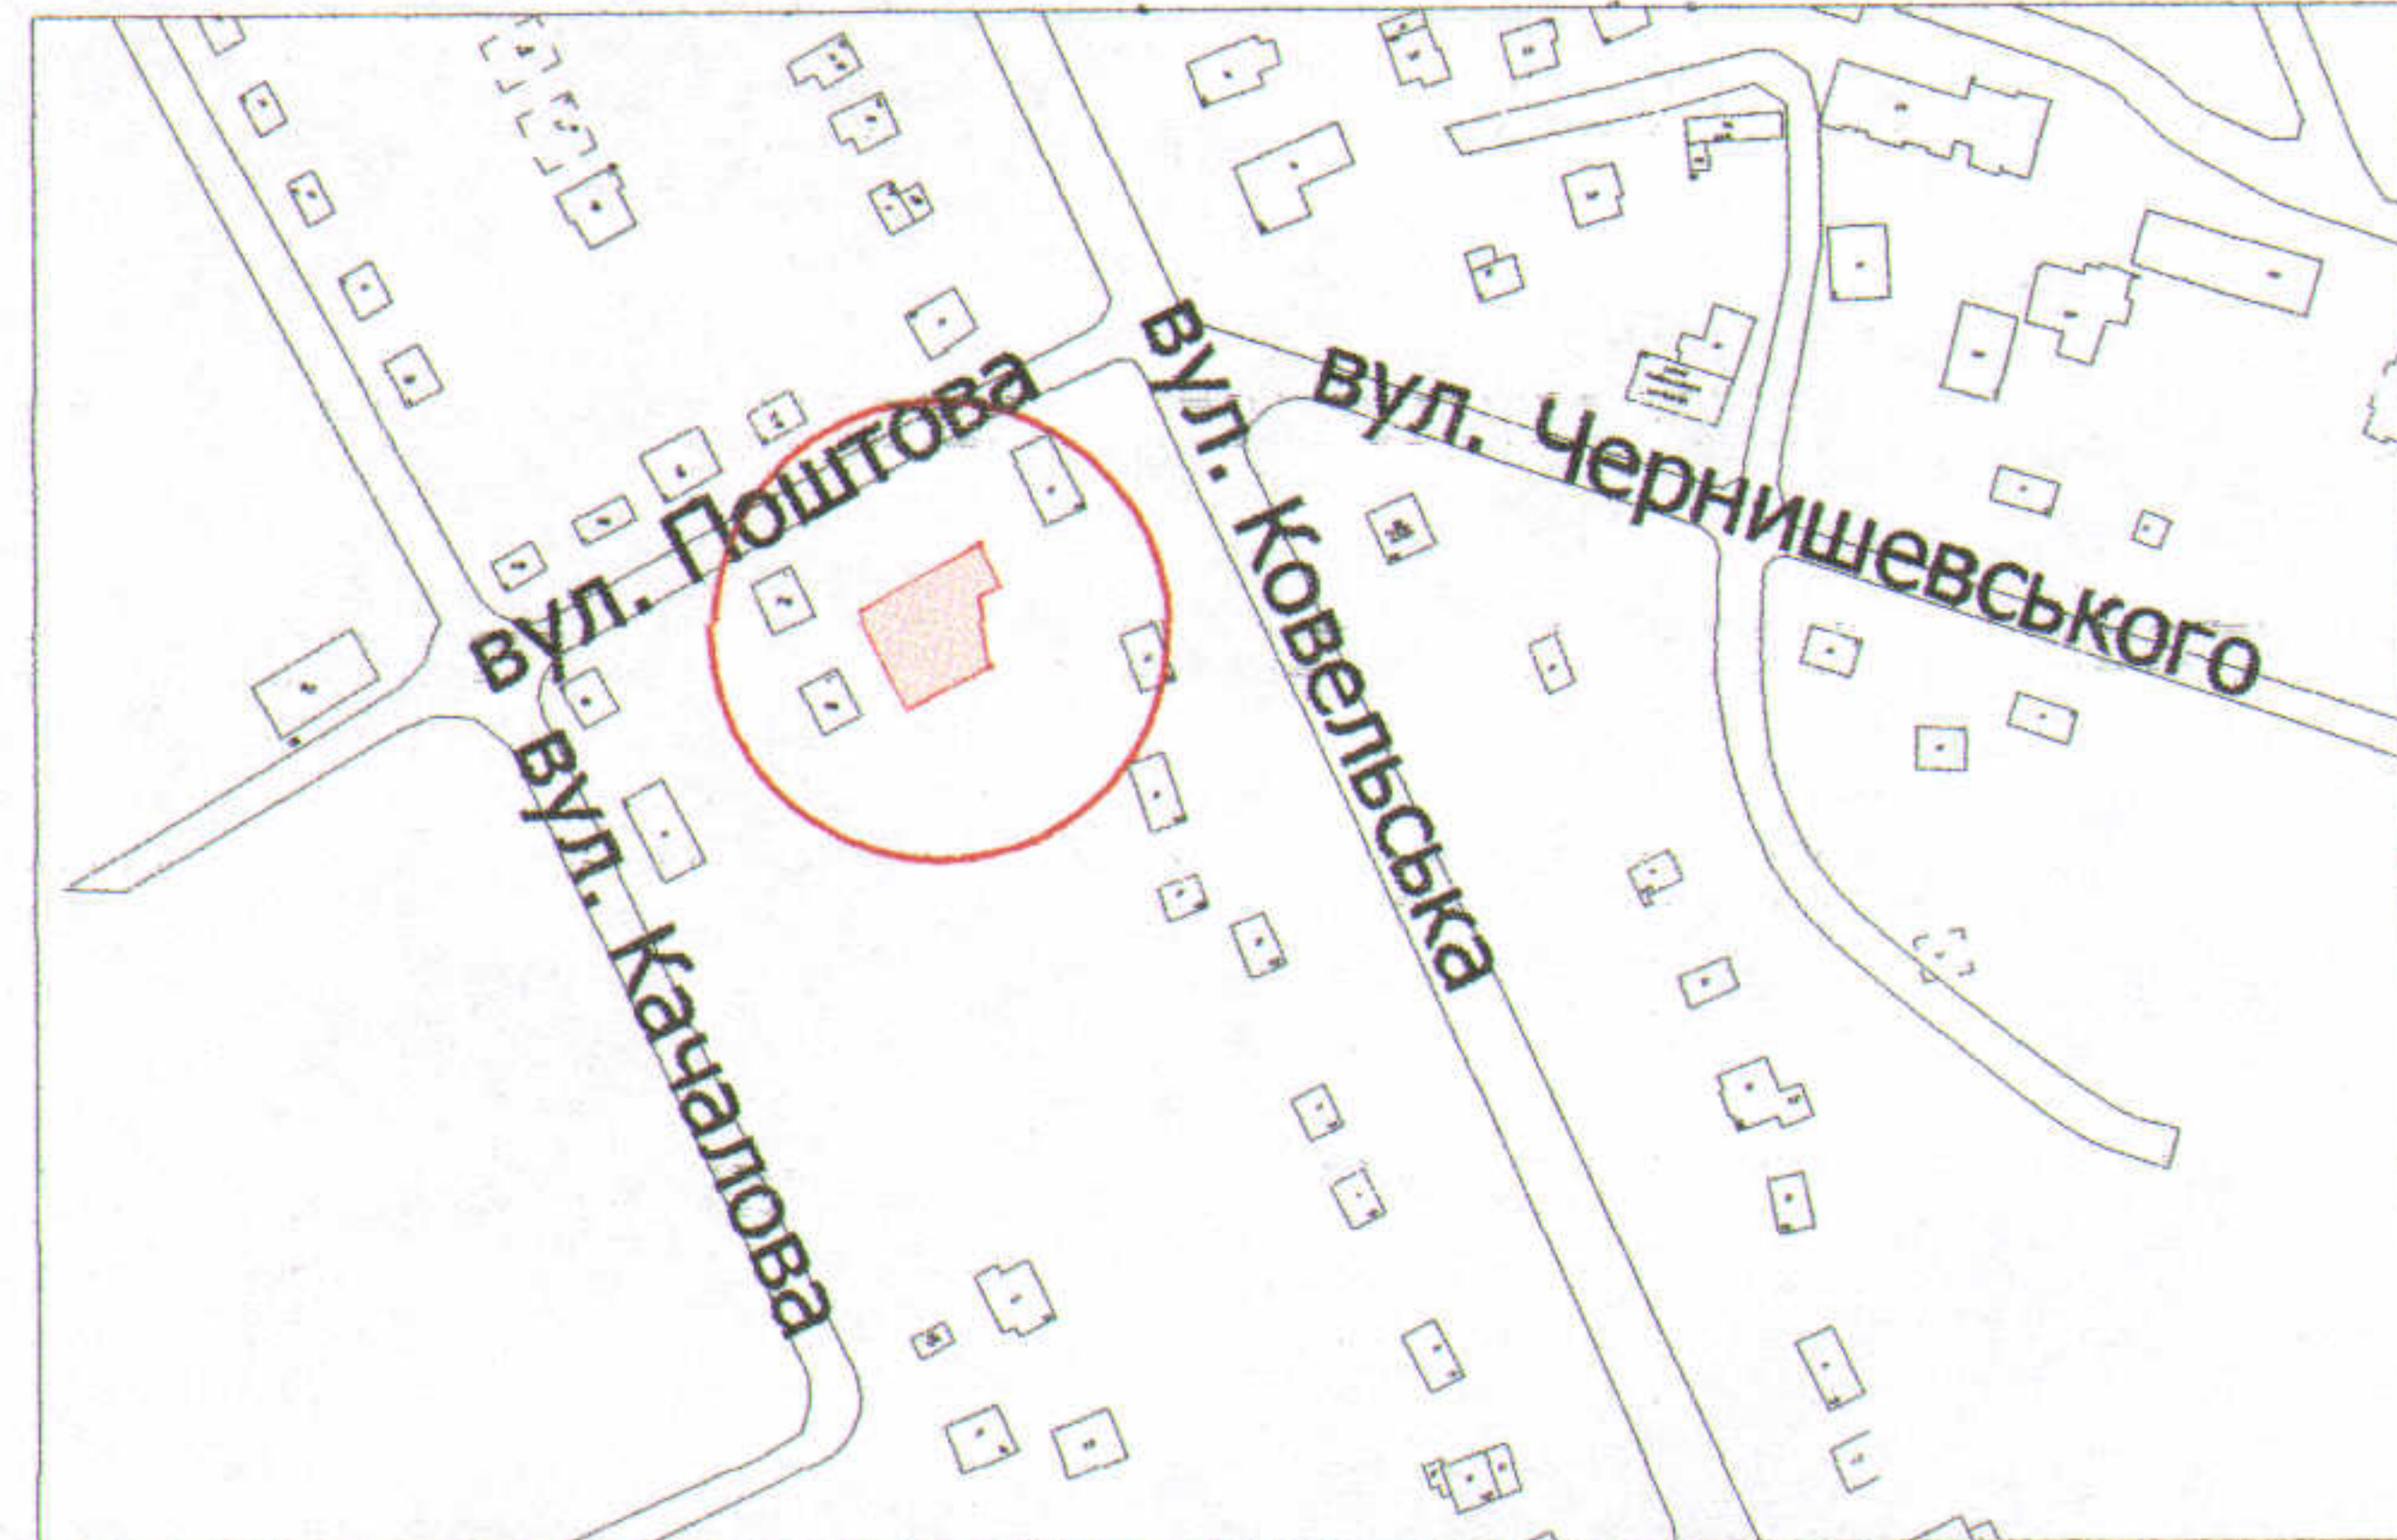 вул. Поштова
вул. Ковельська
вул. Чернишевського
вул. Качалова